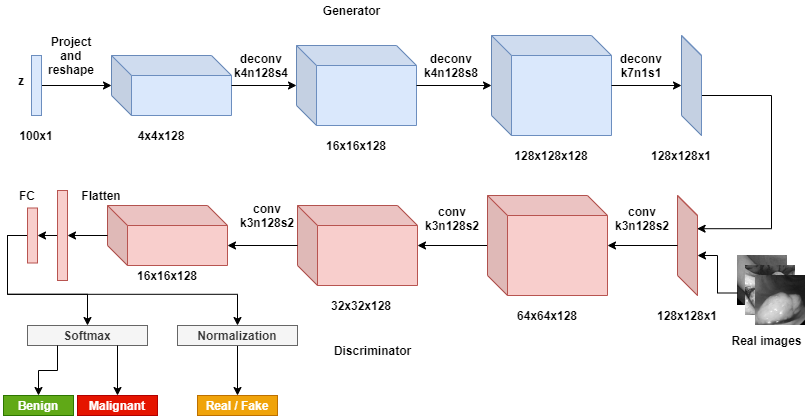 Generator
Project
and
reshape
z
100x1
4x4x128
deconv
k4n128s4
16x16x128
deconv
k4n128s8
128x128x128
deconv
k7n1s1
128x128x1
FC
Flatten
16x16x128
conv
k3n128s2
32x32x128
conv
k3n128s2
64x64x128
conv
k3n128s2
128x128x1
Real images
Discriminator
Softmax
Normalization
Benign
Malignant
Real / Fake